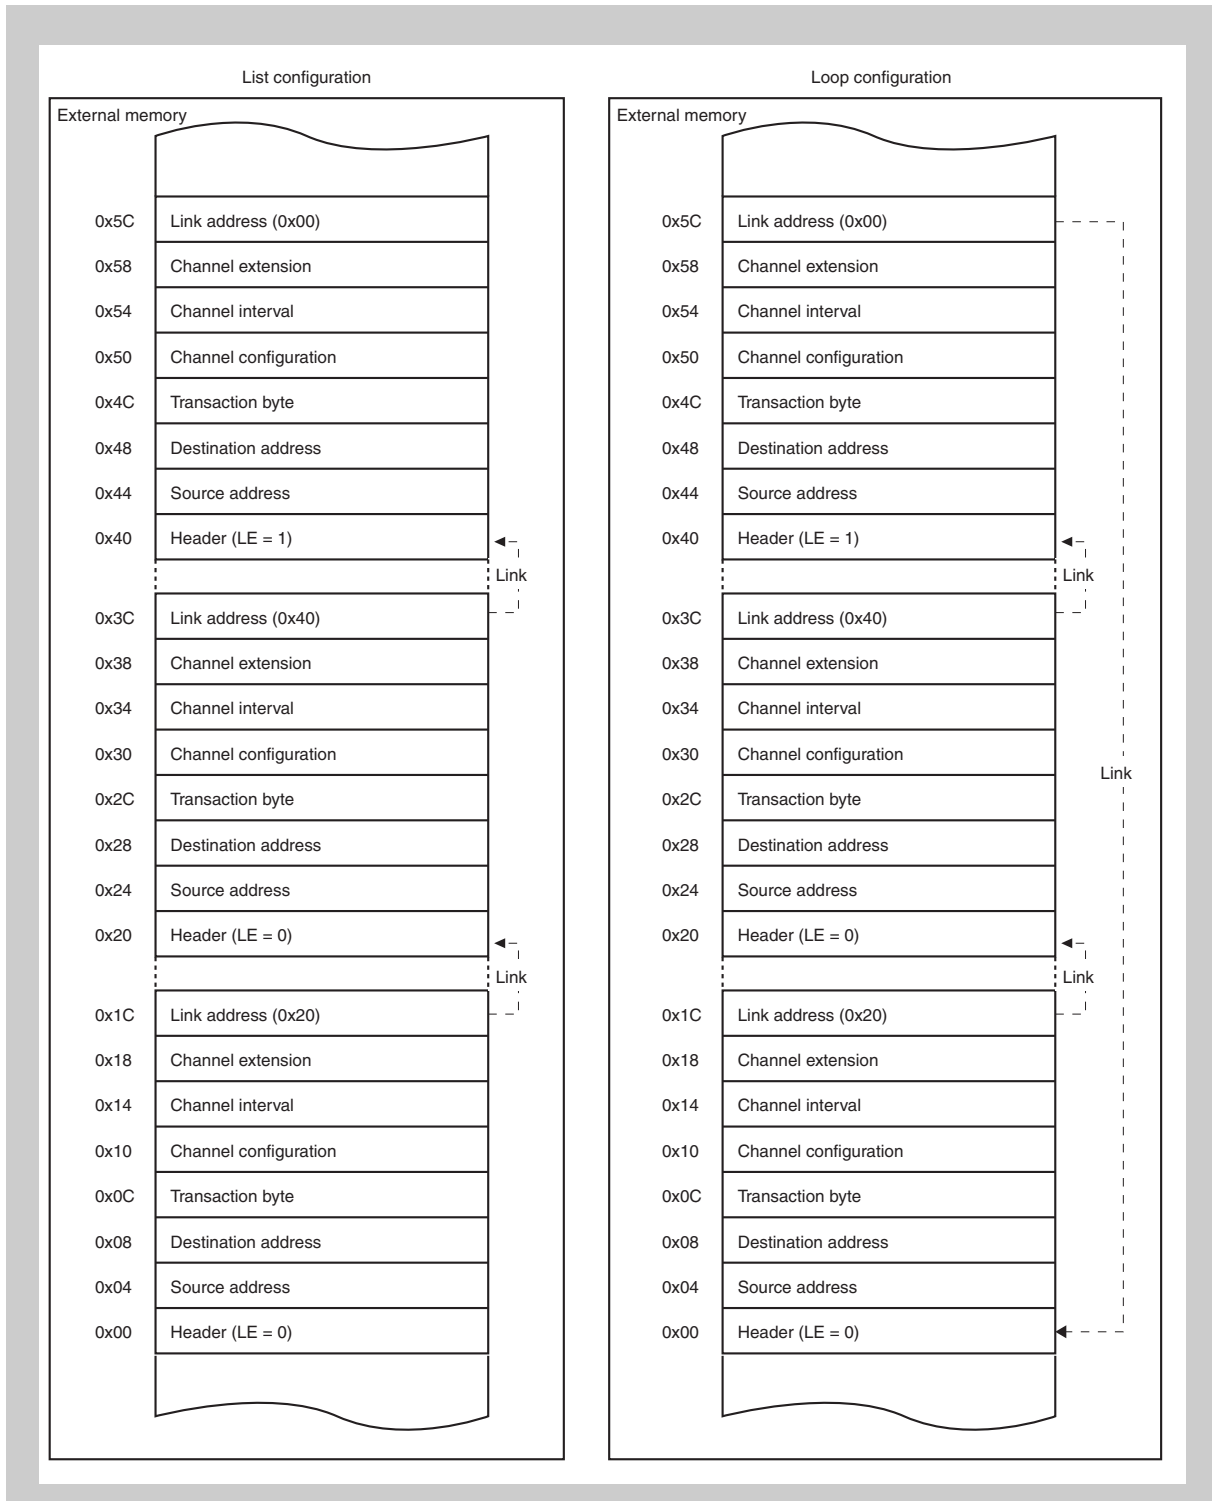 List configuration
External memory
0x5C Link address (0x00)
0x58 Channel extension
0x54 Channel interval
0x50 Channel configuration
0x4C Transaction byte
0x48 Destination address
0x44 Source address
0x40 Header (LE = 1)
Link
0x3C Link address (0x40)
0x38 Channel extension
0x34 Channel interval
0x30 Channel configuration
0x2C Transaction byte
0x28 Destination address
0x24 Source address
0x20 Header (LE = 0)
Link
0x1C Link address (0x20)
0x18 Channel extension
0x14 Channel interval
0x10 Channel configuration
0x0C Transaction byte
0x08 Destination address
0x04 Source address
0x00 Header (LE = 0)
Loop configuration
External memory
0x5C Link address (0x00)
0x58 Channel extension
0x54 Channel interval
0x50 Channel configuration
0x4C Transaction byte
0x48 Destination address
0x44 Source address
0x40 Header (LE = 1)
Link
0x3C Link address (0x40)
0x38 Channel extension
0x34 Channel interval
0x30 Channel configuration
Link
0x2C Transaction byte
0x28 Destination address
0x24 Source address
0x20 Header (LE = 0)
Link
0x1C Link address (0x20)
0x18 Channel extension
0x14 Channel interval
0x10 Channel configuration
0x0C Transaction byte
0x08 Destination address
0x04 Source address
0x00 Header (LE = 0)